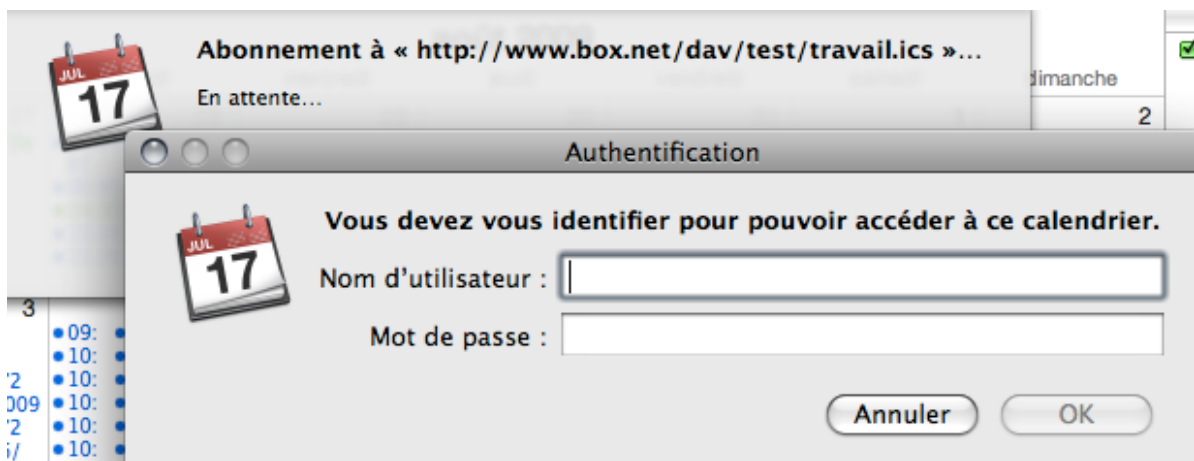 Abonnement à « http://www.box.net/dav/test/travail.ics »...
En attente...
JUL
17
dimanche
2
Authentification
Vous devez vous identifier pour pouvoir accéder à ce calendrier.
JUL
17
Nom d’utilisateur :
Mot de passe :
Annuler
OK
3
09:
10:
10:
10:
10:
10: